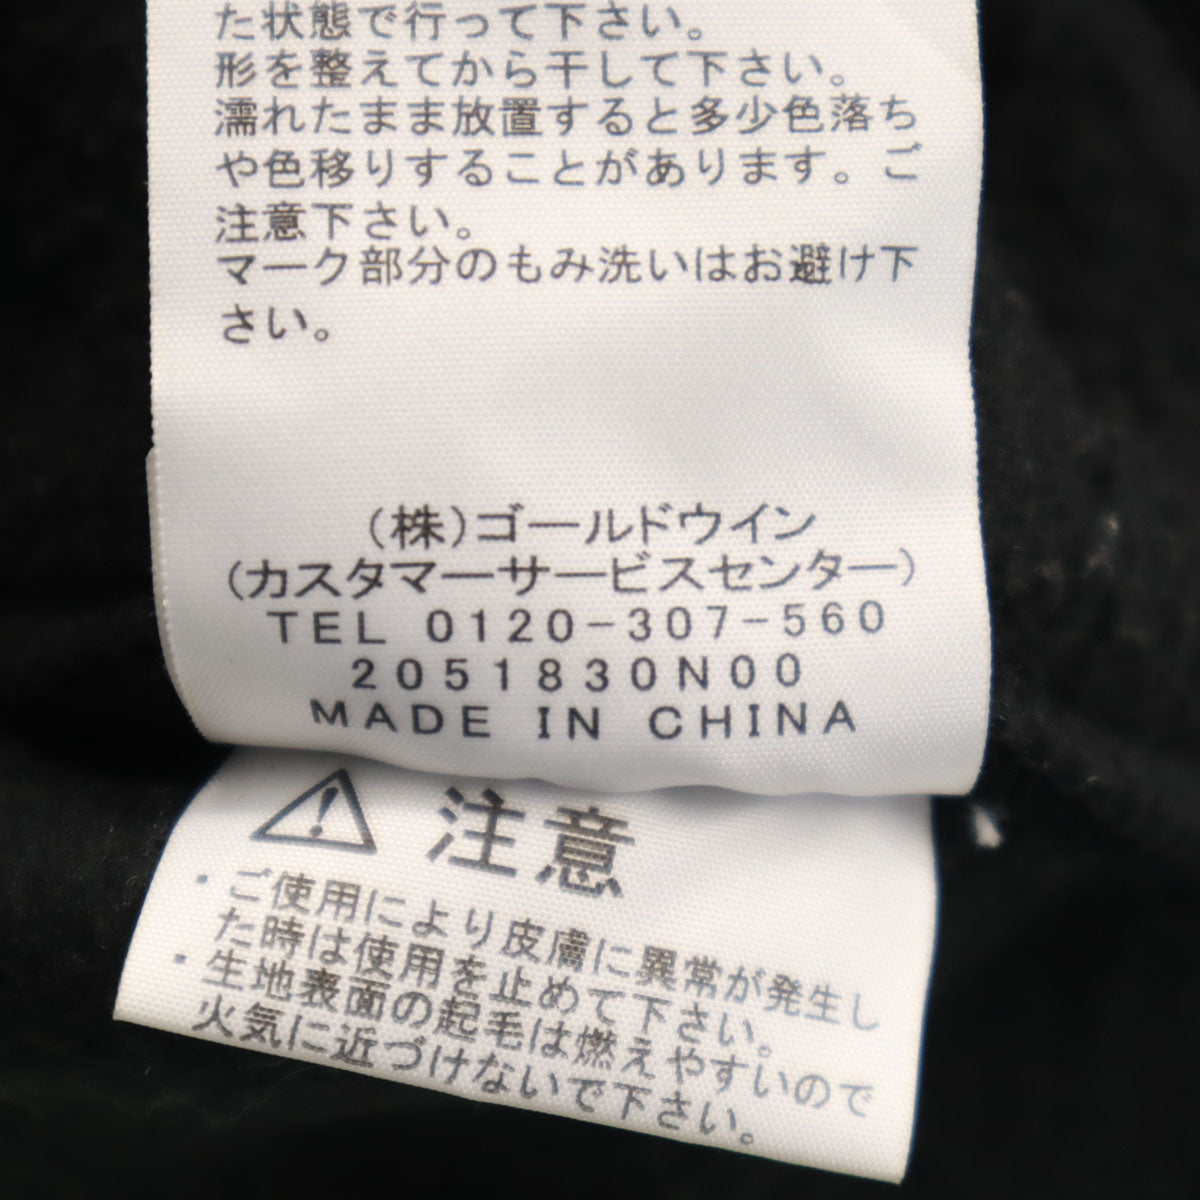 た状態で行って下さい。
形を整えてから干して下さい。
濡れたまま放置すると多少色落ち
や色移りすることがあります。ご
注意下さい。
マーク部分のもみ洗いはお避け下
さい。
(株)ゴールドウイン
(カスタマーサービスセンター)
TEL 0120-307-560
2051830N00
MADE IN CHINA
注意
・ご使用により皮膚に異常が発生し
た時は使用を止めて下さい。
・生地表面の起毛は燃えやすいので
火気に近づけないで下さい。